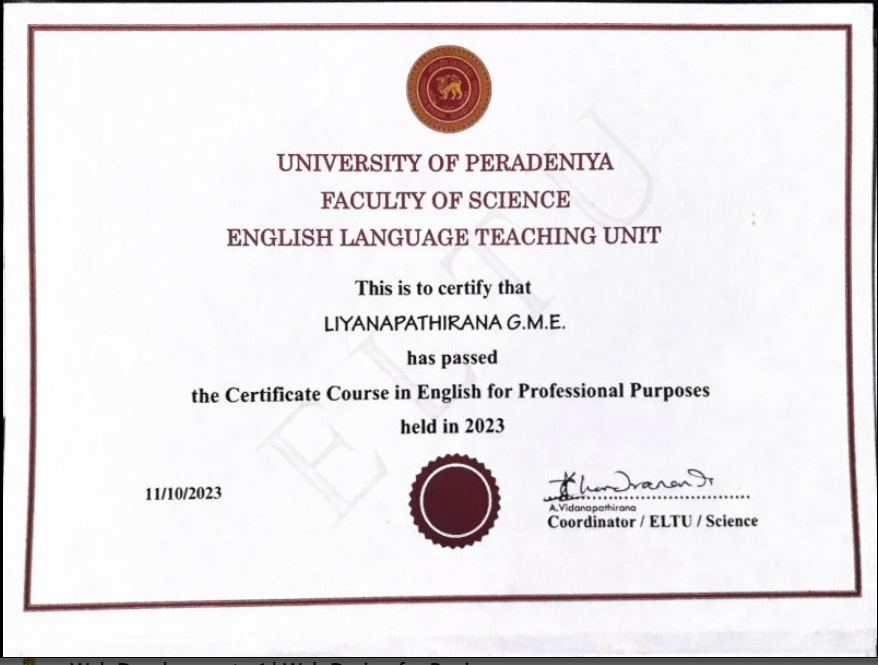 UNIVERSITY OF PERADENIYA
FACULTY OF SCIENCE
ENGLISH LANGUAGE TEACHING UNIT
This is to certify that
LIYANAPATHIRANA G.M.E.
has passed
the Certificate Course in English for Professional Purposes
held in 2023
ELTU
11/10/2023
A.Vidanapathirana
Coordinator / ELTU / Science